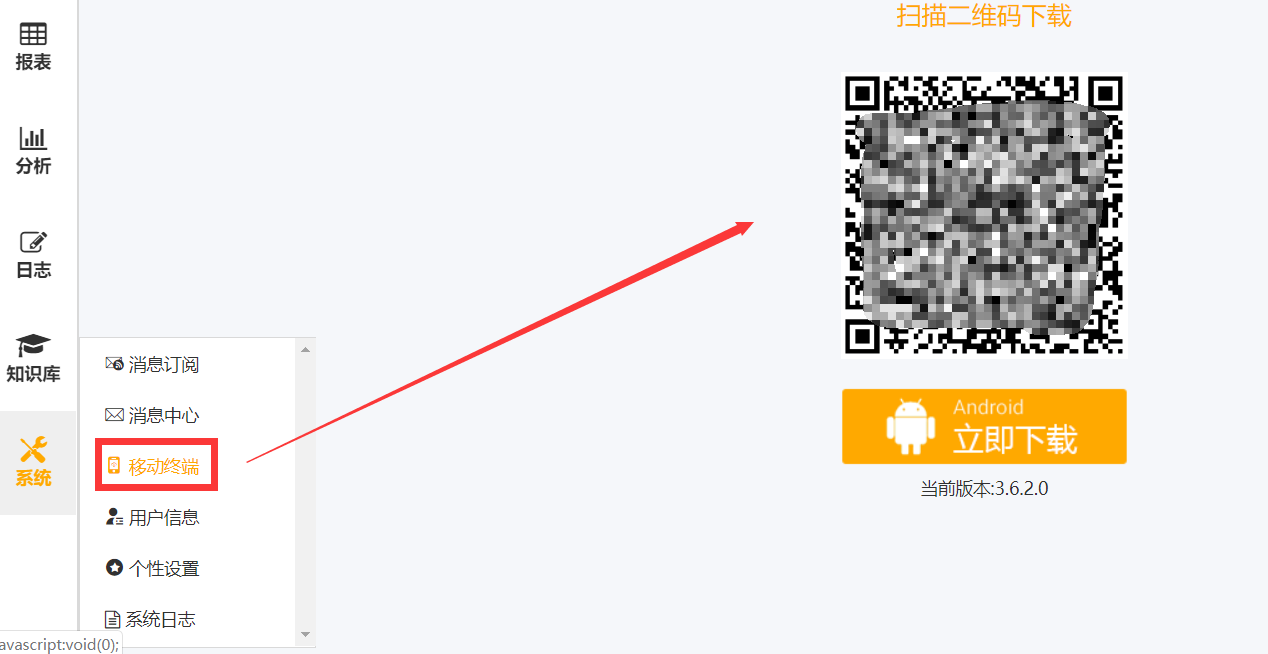 报表
分析
日志
知识库
系统
消息订阅
消息中心
移动终端
用户信息
个性设置
系统日志
avascript:void(0);
扫描二维码下载
Android
立即下载
当前版本:3.6.2.0